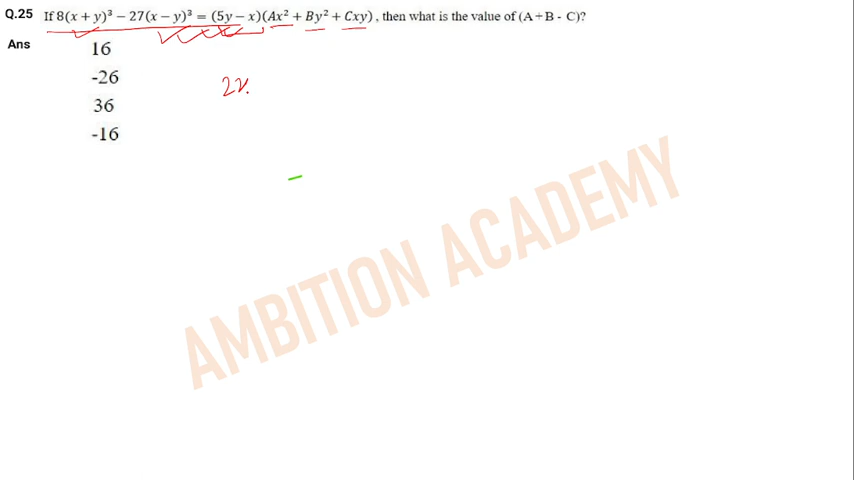 Q.25 If 8(x + y)³ − 27(x − y)³ = (5y − x)(Ax² + By² + Cxy), then what is the value of (A+B - C)?
Ans 16
-26
36
-16
2x
AMBITION ACADEMY